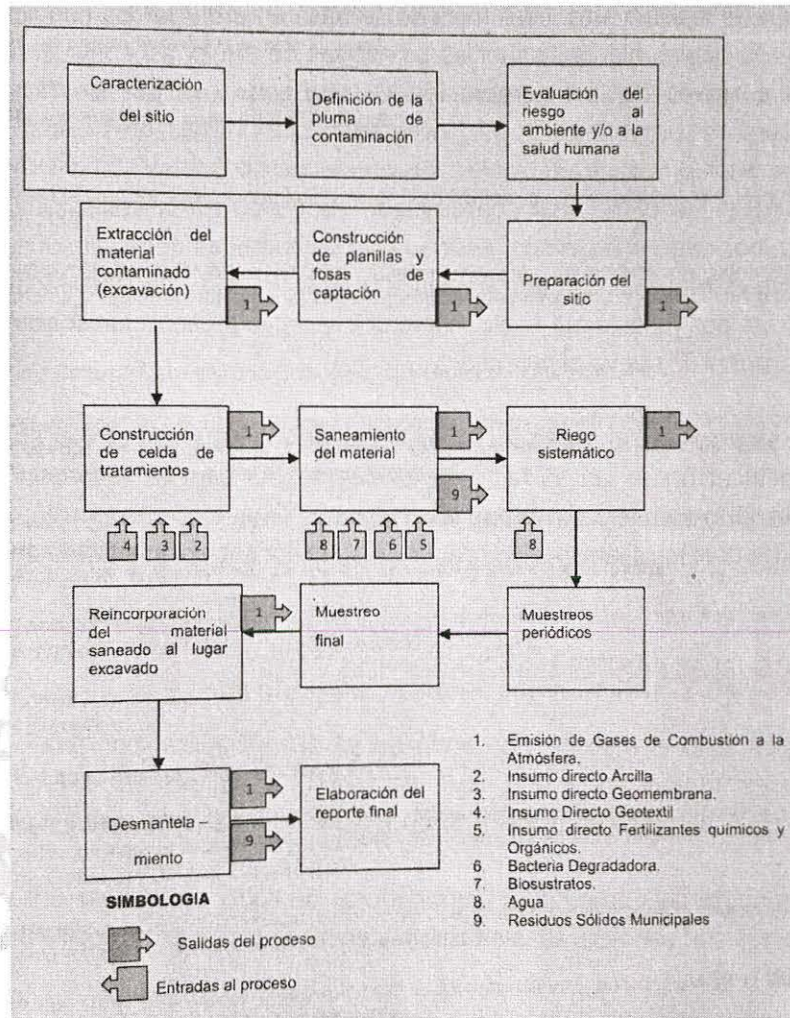 Caracterización
del sitio
Definición de la
pluma de
contaminación
Evaluación del
riesgo al
ambiente y/o a la
salud humana
Extracción del
material
contaminado
(excavación)
1
Construcción
de planillas y
fosas de
captación
1
Preparación del
sitio
1
Construcción
de celda de
tratamientos
1
4
3
2
Saneamiento
del material
1
9
8
7
6
5
Riego
sistemático
1
8
Reincorporación
del material
saneado al lugar
excavado
1
Muestreo
final
Muestreos
periódicos
Desmantela –
miento
1
9
Elaboración del
reporte final
1. Emisión de Gases de Combustión a la
Atmósfera.
2. Insumo directo Arcilla
3. Insumo directo Geomembrana.
4. Insumo Directo Geotextil
5. Insumo directo Fertilizantes químicos y
Orgánicos.
6 Bacteria Degradadora.
7. Biosustratos.
8. Agua
9. Residuos Sólidos Municipales
SIMBOLOGIA
Salidas del proceso
Entradas al proceso